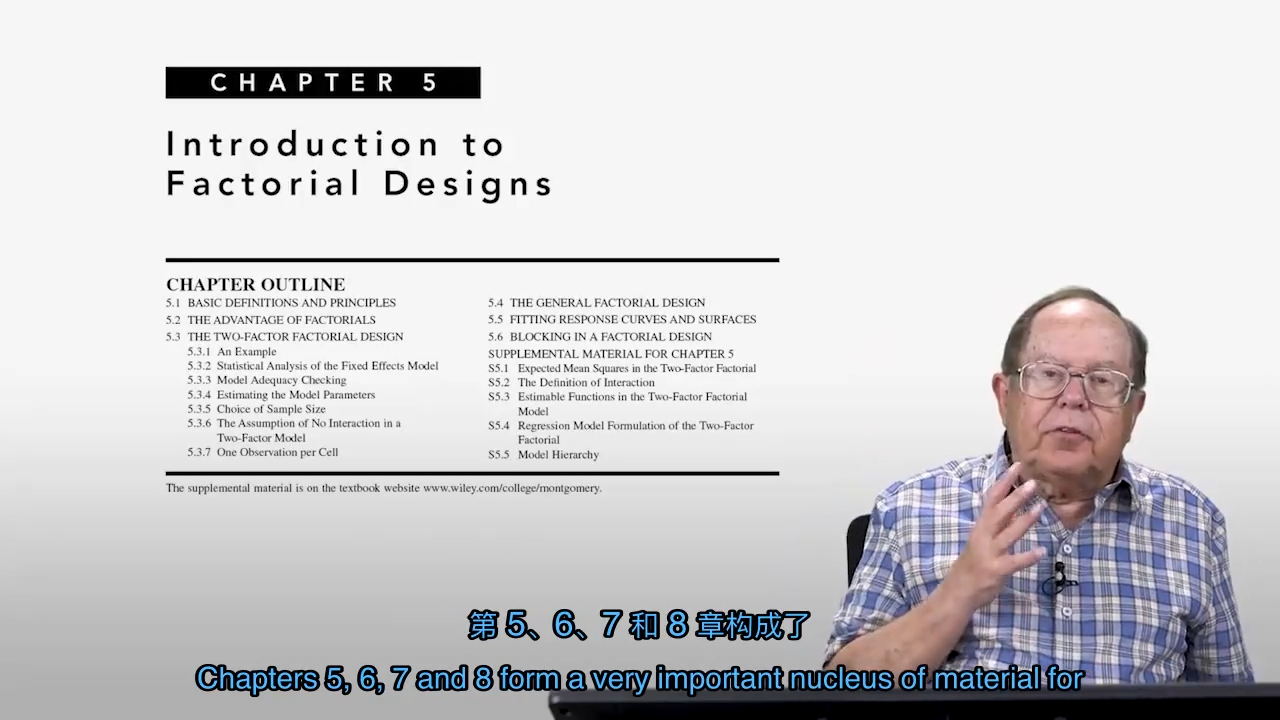 CHAPTER 5
Introduction to
Factorial Designs
CHAPTER OUTLINE
5.1 BASIC DEFINITIONS AND PRINCIPLES
5.2 THE ADVANTAGE OF FACTORIALS
5.3 THE TWO-FACTOR FACTORIAL DESIGN
5.3.1 An Example
5.3.2 Statistical Analysis of the Fixed Effects Model
5.3.3 Model Adequacy Checking
5.3.4 Estimating the Model Parameters
5.3.5 Choice of Sample Size
5.3.6 The Assumption of No Interaction in a
Two-Factor Model
5.3.7 One Observation per Cell
5.4 THE GENERAL FACTORIAL DESIGN
5.5 FITTING RESPONSE CURVES AND SURFACES
5.6 BLOCKING IN A FACTORIAL DESIGN
SUPPLEMENTAL MATERIAL FOR CHAPTER 5
S5.1 Expected Mean Squares in the Two-Factor Factorial
S5.2 The Definition of Interaction
S5.3 Estimable Functions in the Two-Factor Factorial
Model
S5.4 Regression Model Formulation of the Two-Factor
Factorial
S5.5 Model Hierarchy
The supplemental material is on the textbook website www.wiley.com/college/montgomery.
第 5、6、7 和 8 章构成了
Chapters 5, 6, 7 and 8 form a very important nucleus of material for